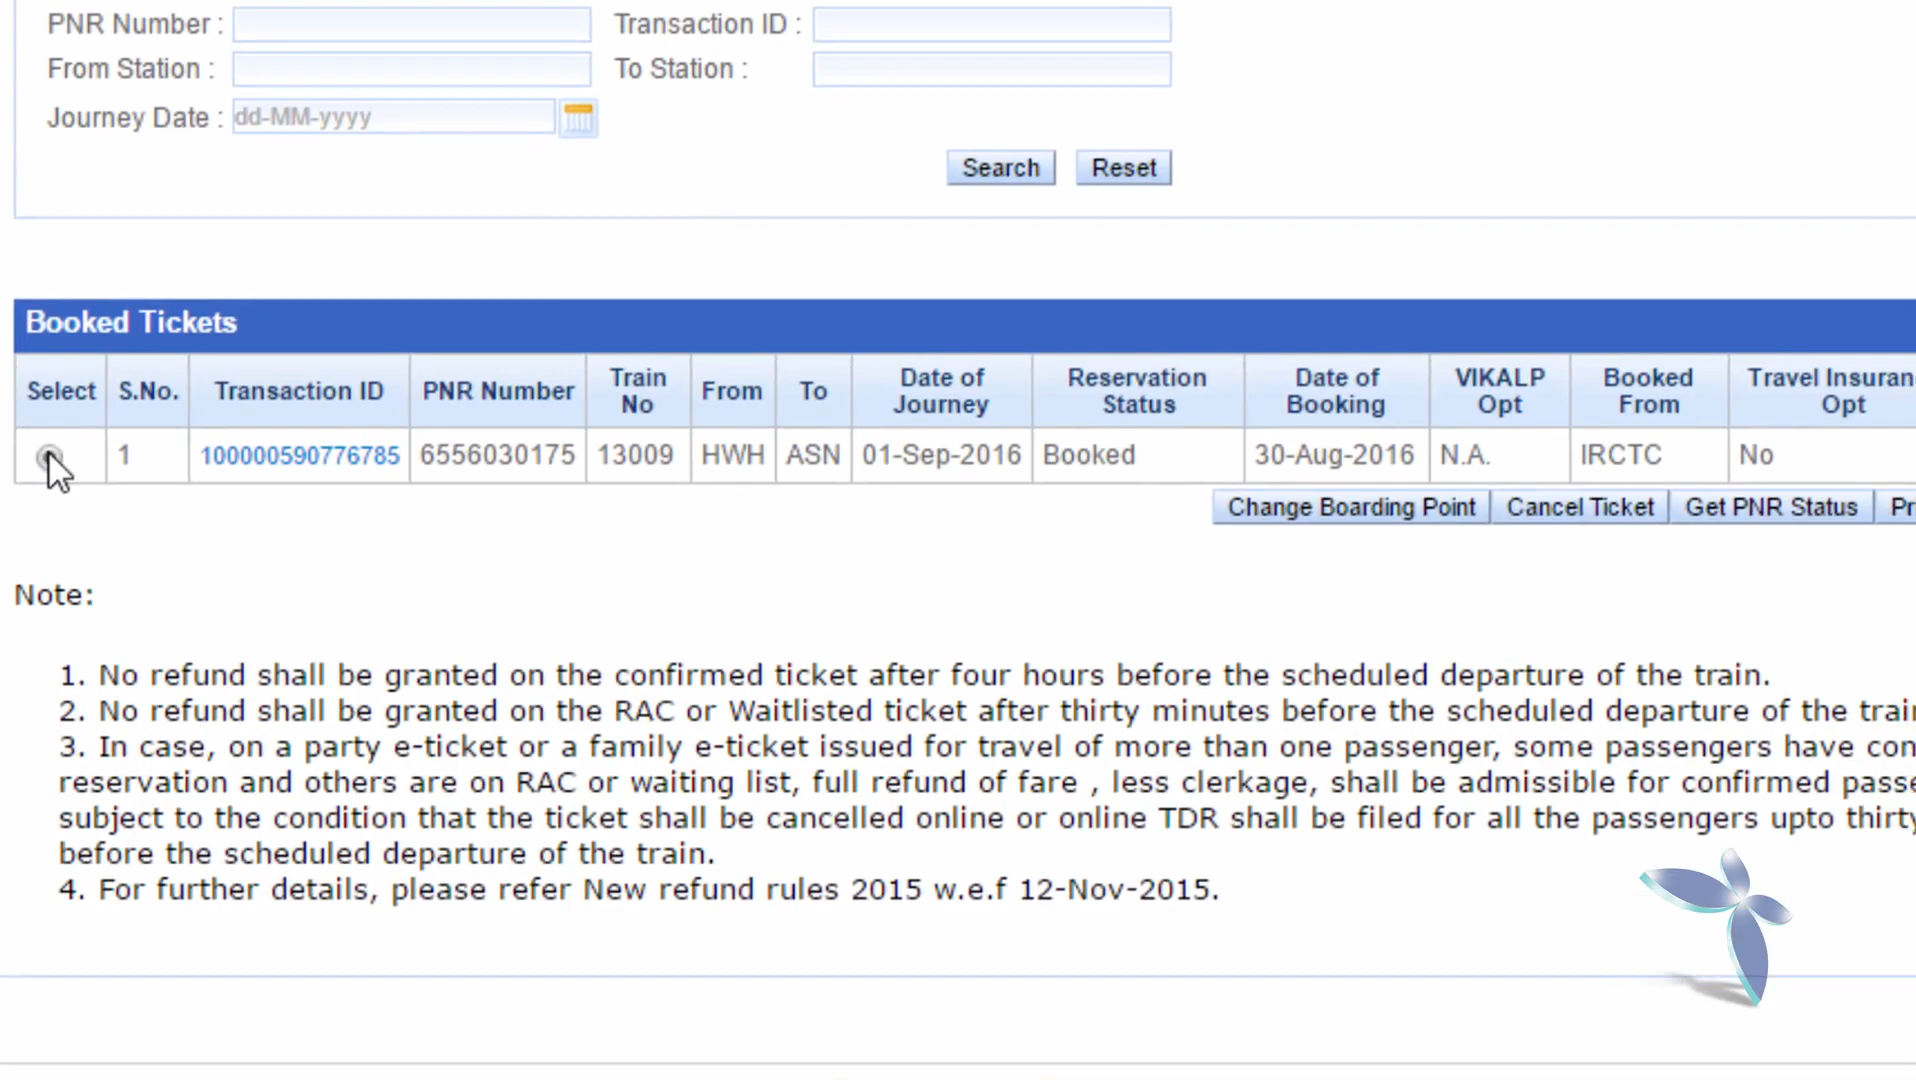 PNR Number : Transaction ID :
From Station : To Station :
Journey Date : dd-MM-yyyy
Search Reset
Booked Tickets
Select S.No. Transaction ID PNR Number Train No From To Date of Journey Reservation Status Date of Booking VIKALP Opt Booked From Travel Insuran Opt
1 100000590776785 6556030175 13009 HWH ASN 01-Sep-2016 Booked 30-Aug-2016 N.A. IRCTC No
Change Boarding Point Cancel Ticket Get PNR Status Pr
Note:
1. No refund shall be granted on the confirmed ticket after four hours before the scheduled departure of the train.
2. No refund shall be granted on the RAC or Waitlisted ticket after thirty minutes before the scheduled departure of the train
3. In case, on a party e-ticket or a family e-ticket issued for travel of more than one passenger, some passengers have con
reservation and others are on RAC or waiting list, full refund of fare , less clerkage, shall be admissible for confirmed passe
subject to the condition that the ticket shall be cancelled online or online TDR shall be filed for all the passengers upto thirty
before the scheduled departure of the train.
4. For further details, please refer New refund rules 2015 w.e.f 12-Nov-2015.